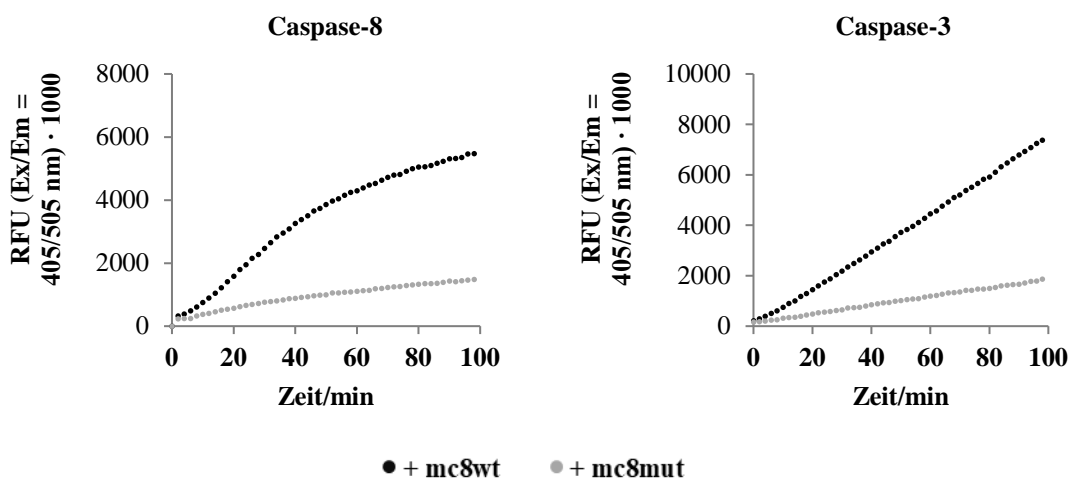 Caspase-8
RFU (Ex/Em =
405/505 nm) · 1000
8000
6000
4000
2000
0
0 20 40 60 80 100
Zeit/min
Caspase-3
RFU (Ex/Em =
405/505 nm) · 1000
10000
8000
6000
4000
2000
0
0 20 40 60 80 100
Zeit/min
+ mc8wt + mc8mut